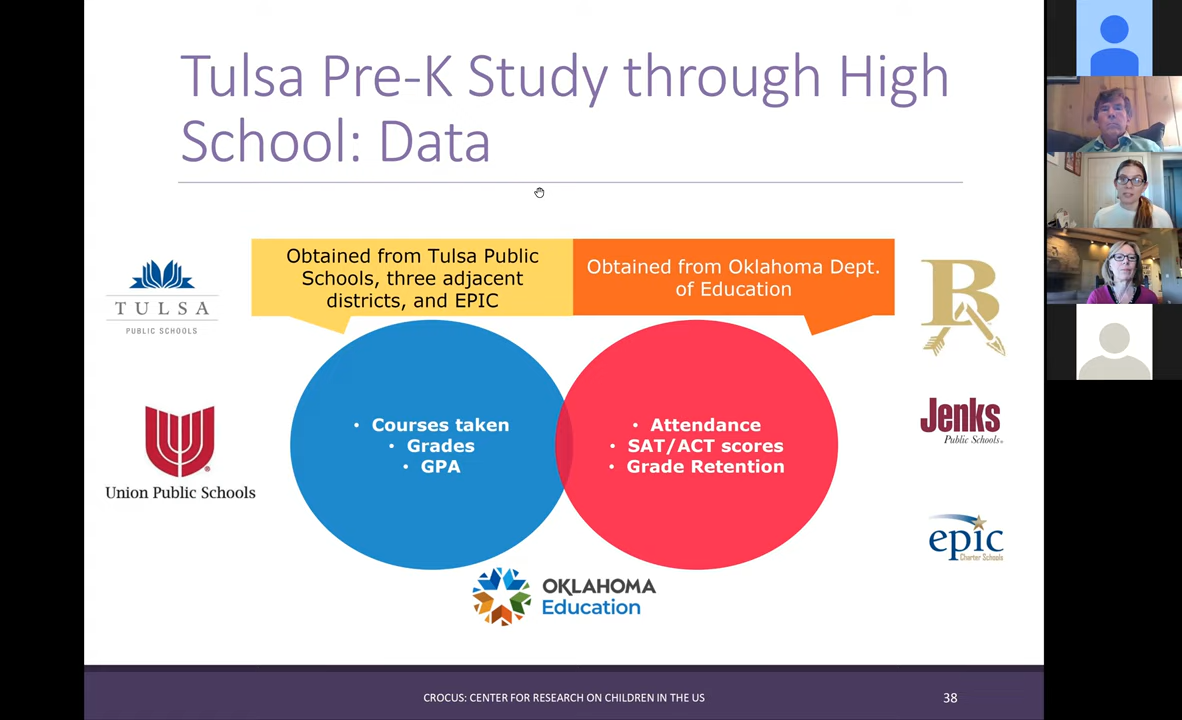 Tulsa Pre-K Study through High
School: Data
Obtained from Tulsa Public
Schools, three adjacent
districts, and EPIC
Obtained from Oklahoma Dept.
of Education
TULSA
PUBLIC SCHOOLS
B A
Union Public Schools
• Courses taken
• Grades
• GPA
• Attendance
• SAT/ACT scores
• Grade Retention
Jenks
Public Schools®
epic
Charter Schools
OKLAHOMA
Education
CROCUS: CENTER FOR RESEARCH ON CHILDREN IN THE US
38